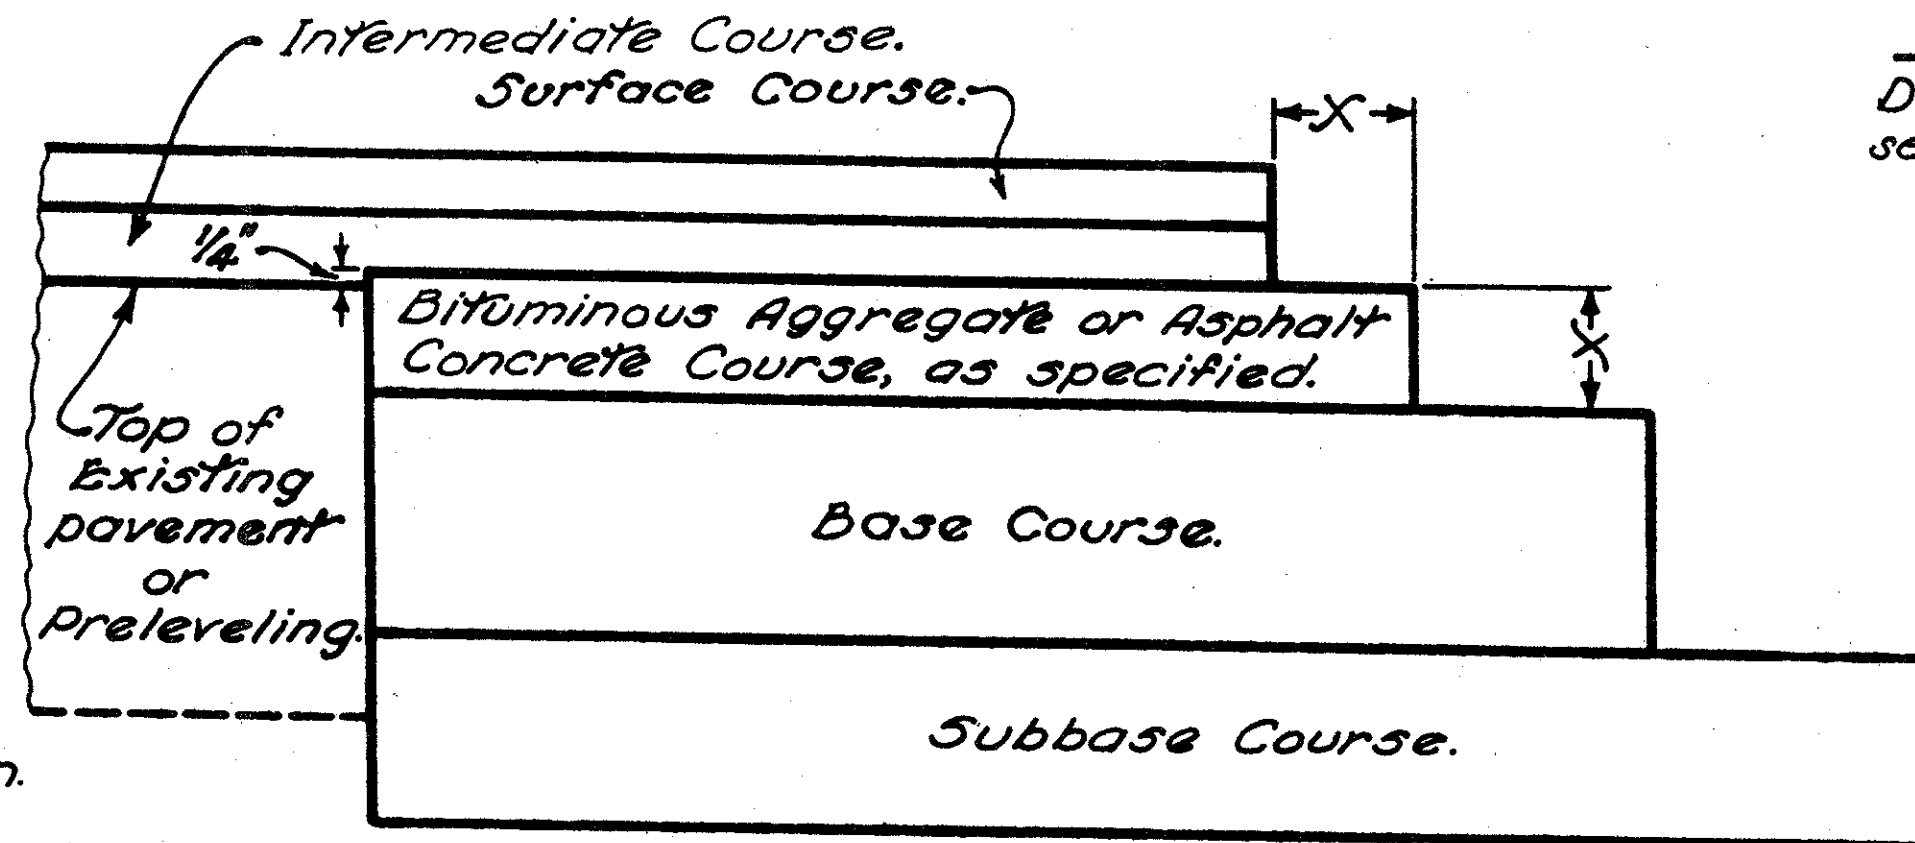 Intermediate Course.
Surface Course.
X
D
se
1/4"
Bituminous Aggregate or Asphalt
Concrete Course, as specified.
X
Top of
Existing
pavement
or
Preleveling.
Base Course.
Subbase Course.
n.